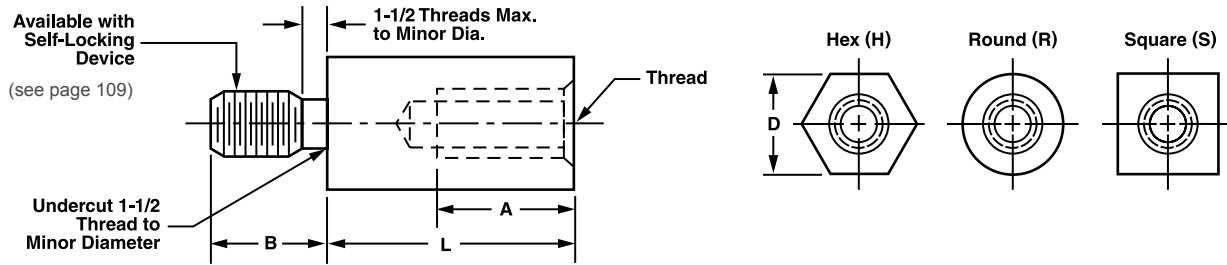 Available with
Self-Locking
Device
(see page 109)
1-1/2 Threads Max.
to Minor Dia.
Thread
Undercut 1-1/2
Thread to
Minor Diameter
B
L
A
Hex (H)
Round (R)
Square (S)
D